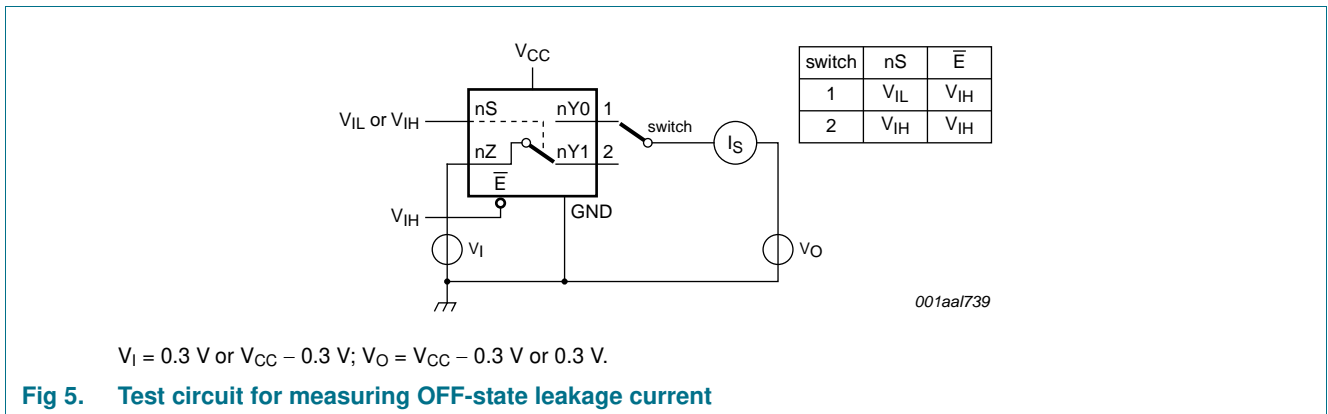 VCC
switch nS E
1 VIL VIH
2 VIH VIH
VIL or VIH
nS nY0 1
switch
IS
nZ nY1 2
E
VIH
GND
VI
VO
001aal739
VI = 0.3 V or VCC − 0.3 V; VO = VCC − 0.3 V or 0.3 V.
Fig 5. Test circuit for measuring OFF-state leakage current